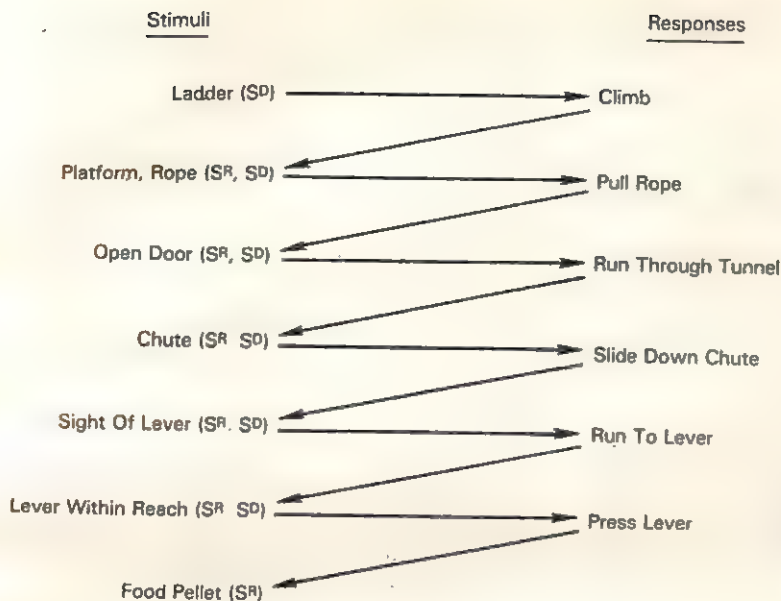 Stimuli Responses
Ladder (Sᴰ) Climb
Platform, Rope (Sᴿ, Sᴰ) Pull Rope
Open Door (Sᴿ, Sᴰ) Run Through Tunnel
Chute (Sᴿ Sᴰ) Slide Down Chute
Sight Of Lever (Sᴿ. Sᴰ) Run To Lever
Lever Within Reach (Sᴿ Sᴰ) Press Lever
Food Pellet (Sᴿ)